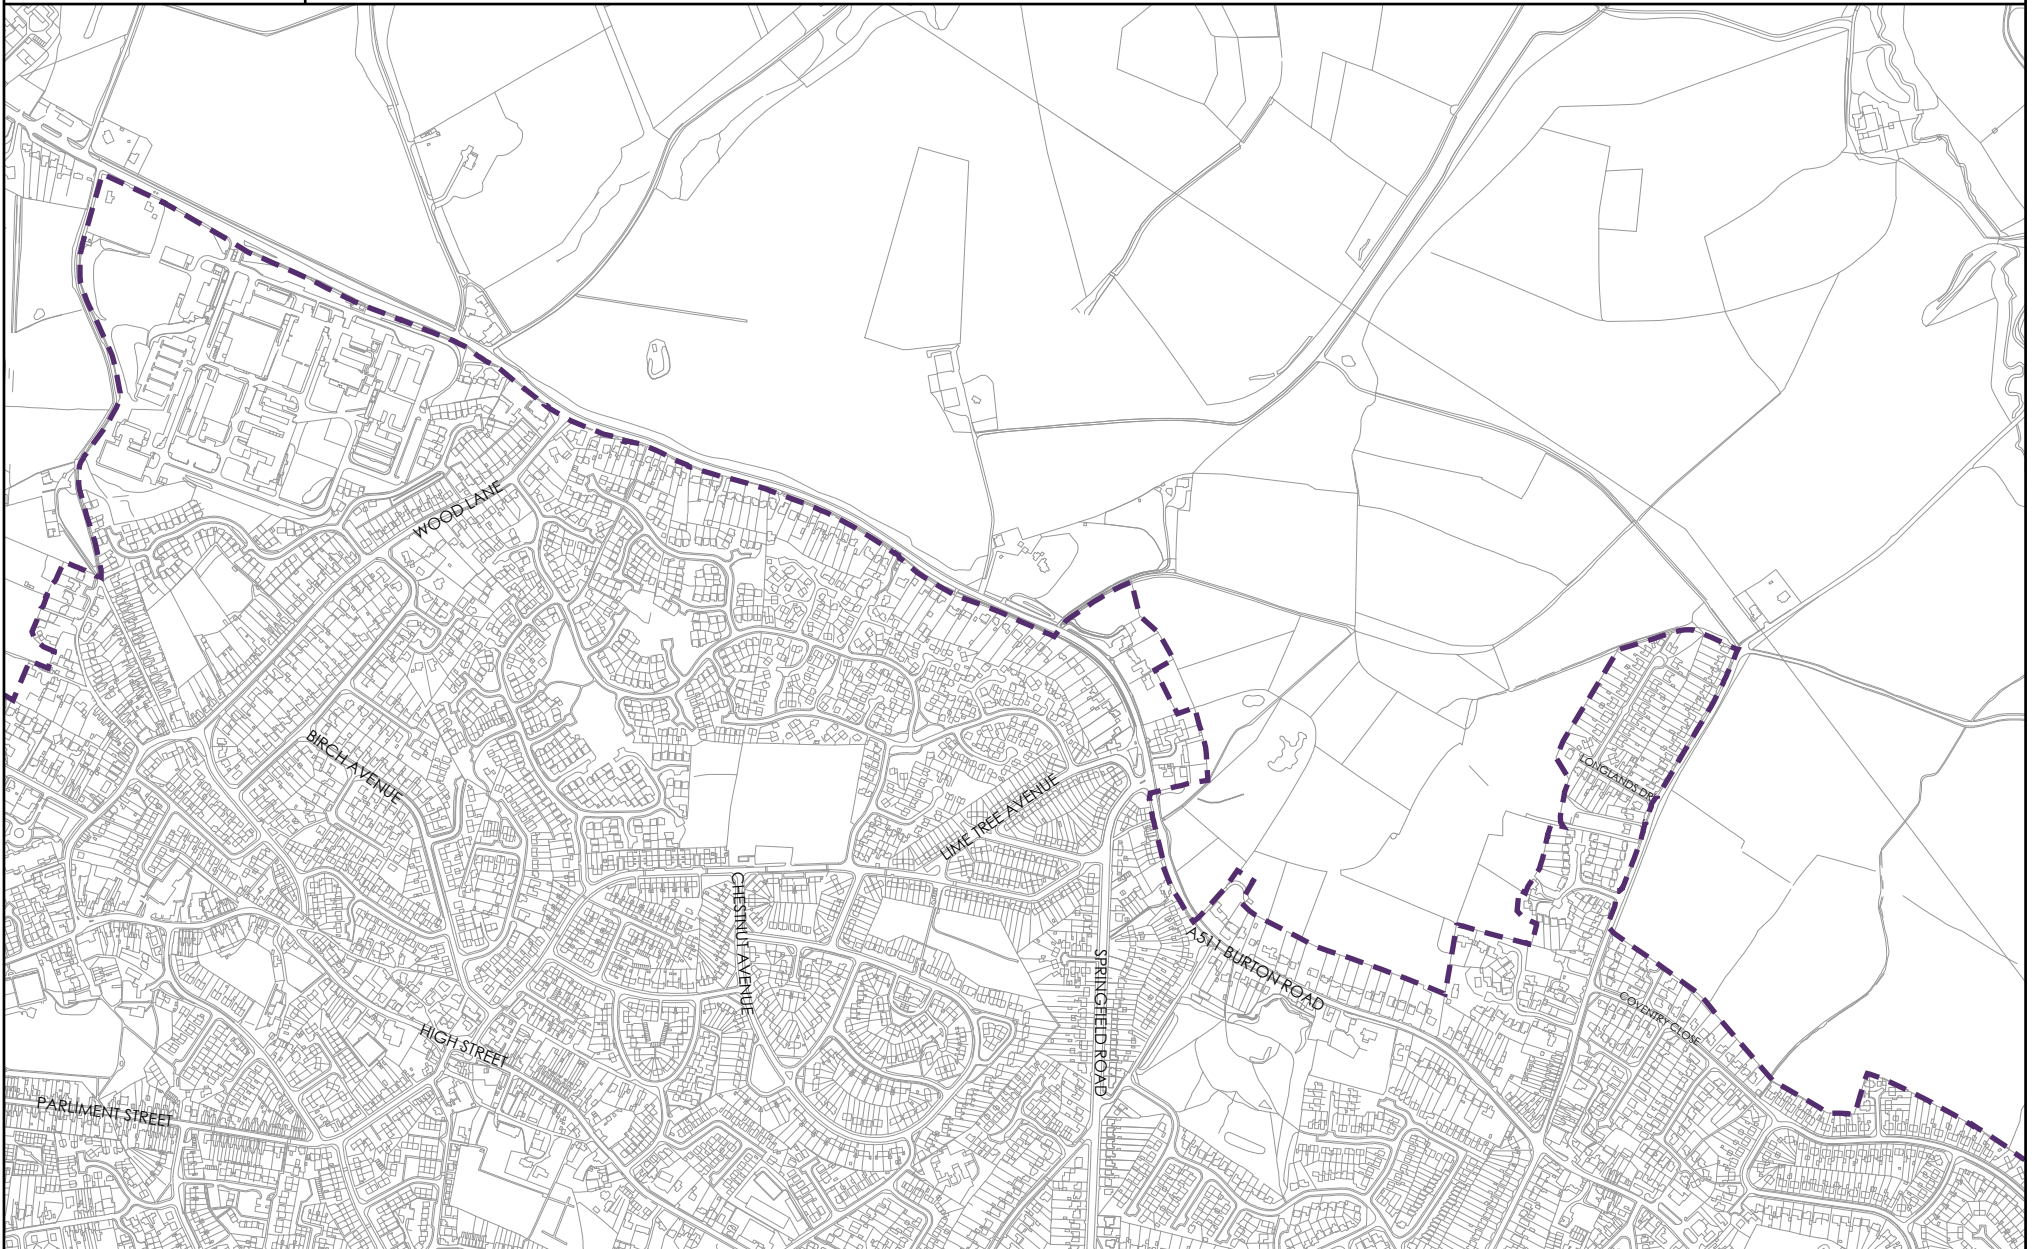 WOOD LANE
BIRCH AVENUE
LONGLANDS DR
LIME TREE AVENUE
CHESTNUT AVENUE
SPRINGFIELD ROAD
A511 BURTON ROAD
COVENTRY CLOSE
HIGH STREET
PARLIMENT STREET